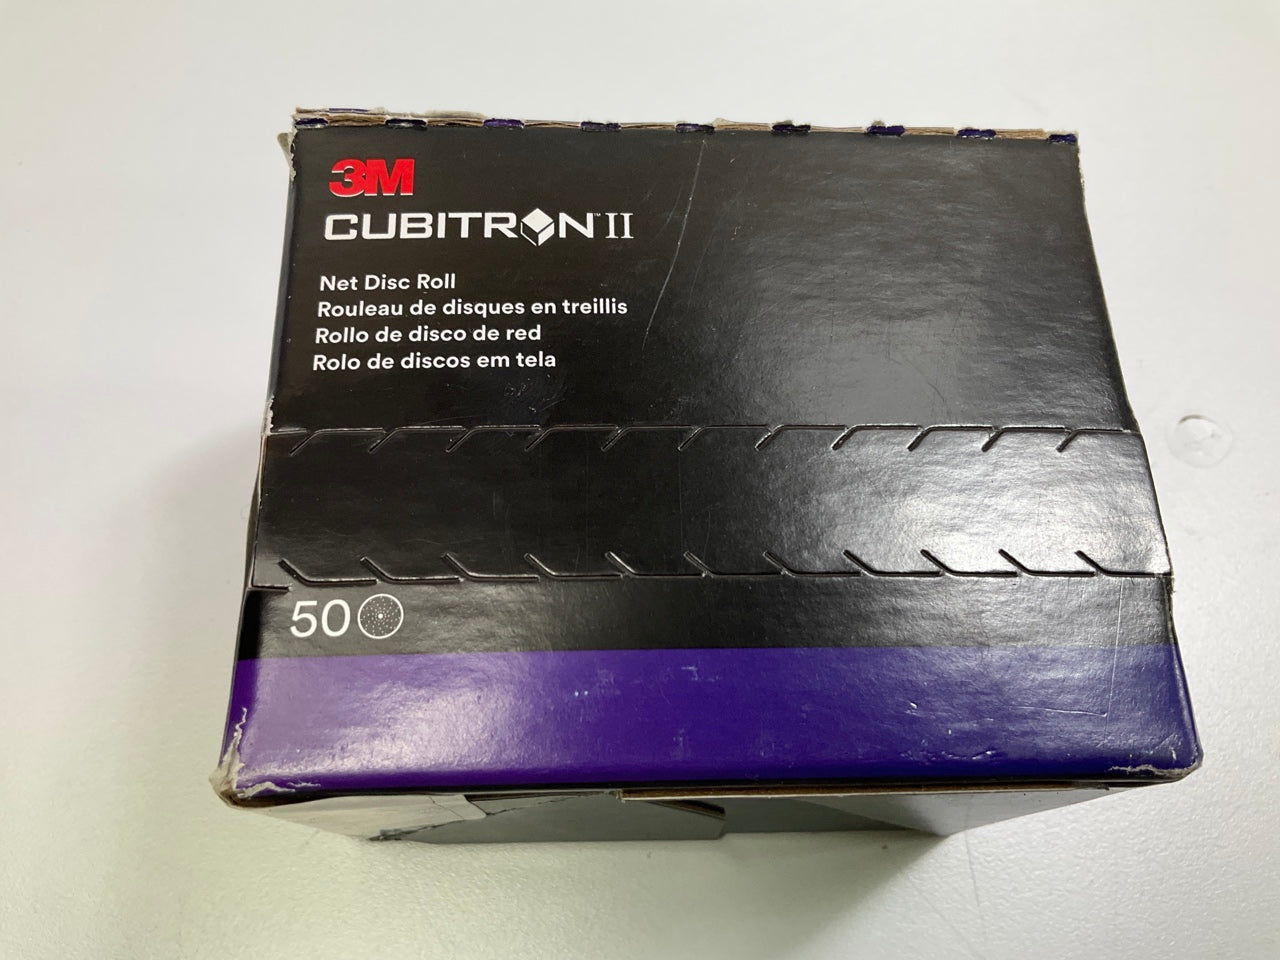 3M
CUBITRON™ II
Net Disc Roll
Rouleau de disques en treillis
Rollo de disco de red
Rolo de discos em tela
50